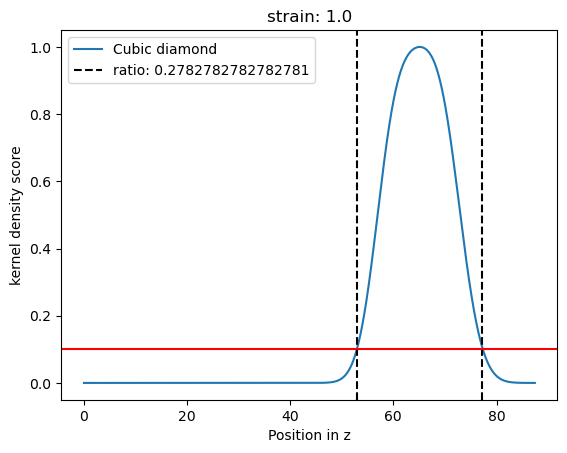 strain: 1.0
Cubic diamond
ratio: 0.2782782782782781
kernel density score
1.0
0.8
0.6
0.4
0.2
0.0
0
20
40
60
80
Position in z